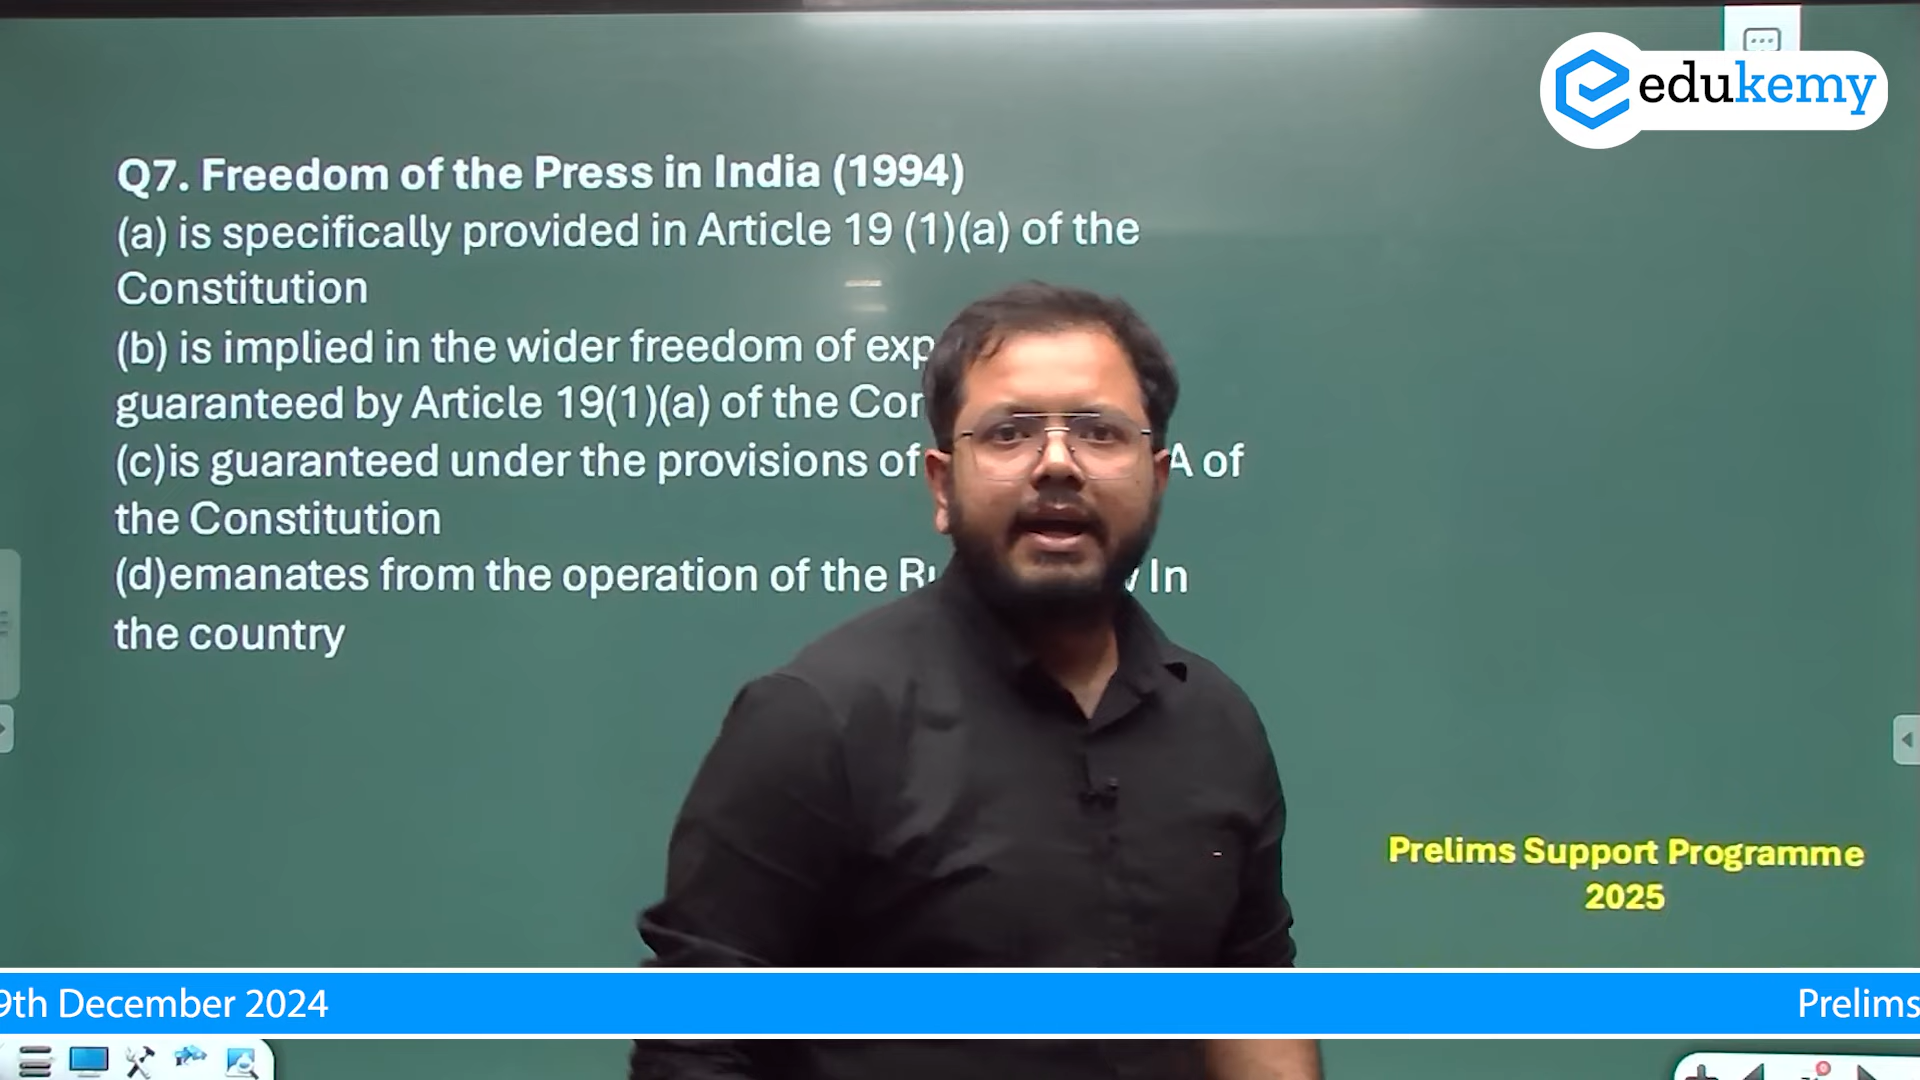 edukemy
Q7. Freedom of the Press in India (1994)
(a) is specifically provided in Article 19 (1)(a) of the
Constitution
(b) is implied in the wider freedom of
guaranteed by Article 19(1)(a) of the
(c)is guaranteed under the provisions of A of
the Constitution
(d)emanates from the operation of the In
the country
Prelims Support Programme
2025
9th December 2024
Prelims